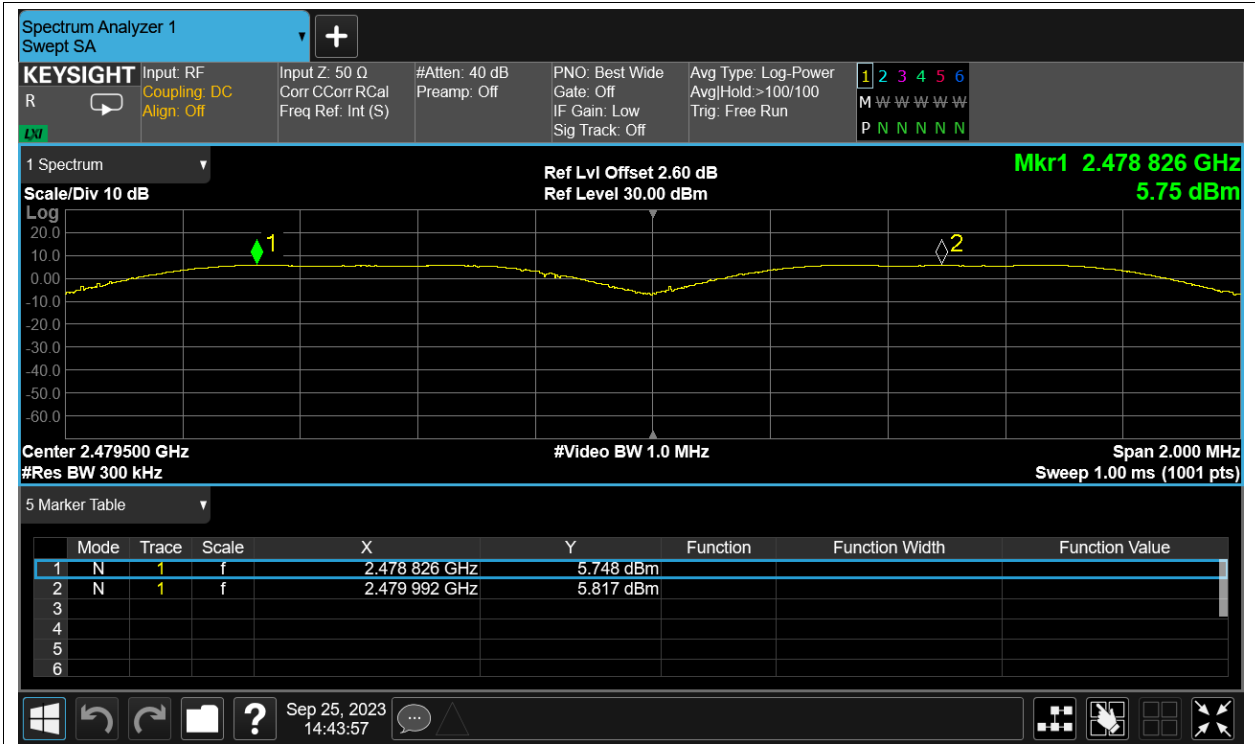 Spectrum Analyzer 1
Swept SA
KEYSIGHT
R
LXI
Input: RF
Coupling: DC
Align: Off
Input Z: 50 Ω
Corr CCorr RCal
Freq Ref: Int (S)
#Atten: 40 dB
Preamp: Off
PNO: Best Wide
Gate: Off
IF Gain: Low
Sig Track: Off
Avg Type: Log-Power
Avg|Hold:>100/100
Trig: Free Run
1 2 3 4 5 6
M W W W W W
P N N N N N
1 Spectrum
Scale/Div 10 dB
Ref Lvl Offset 2.60 dB
Ref Level 30.00 dBm
Mkr1 2.478 826 GHz
5.75 dBm
Log
20.0
10.0
0.00
-10.0
-20.0
-30.0
-40.0
-50.0
-60.0
1
2
Center 2.479500 GHz
#Video BW 1.0 MHz
Span 2.000 MHz
#Res BW 300 kHz
Sweep 1.00 ms (1001 pts)
5 Marker Table
Mode Trace Scale X Y Function Function Width Function Value
1 N 1 f 2.478 826 GHz 5.748 dBm
2 N 1 f 2.479 992 GHz 5.817 dBm
3
4
5
6
?
Sep 25, 2023
14:43:57